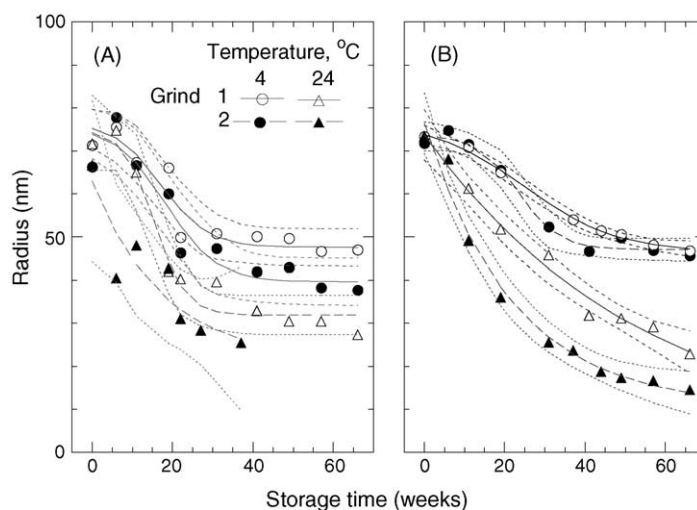 100
(A)
Temperature, °C
4 24
Grind 1
2
(B)
Radius (nm)
50
0
0 20 40 60
0 20 40 60
Storage time (weeks)